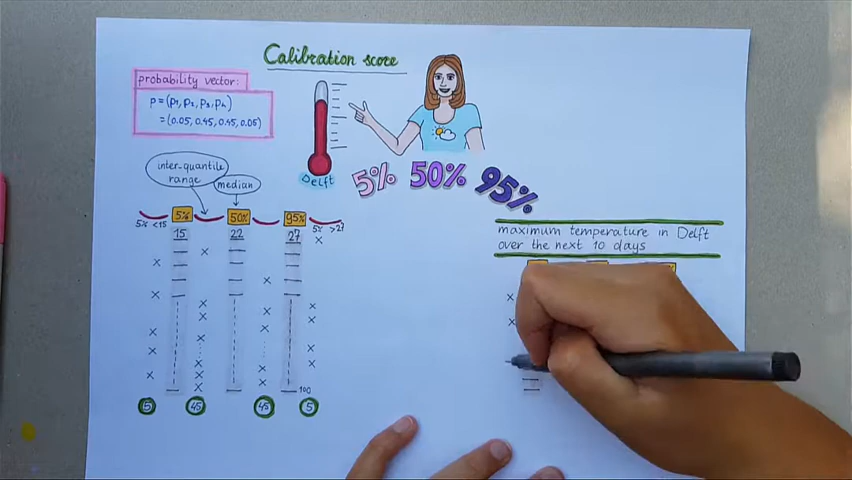 Calibration score
probability vector:
p=(p1, p2, p3, p4)
=(0.05, 0.45, 0.45, 0.05)
inter-quantile
range
median
Delft
5% 50% 95%
5% 50% 95%
5% <15
5% >27
15 22 27
maximum temperature in Delft
over the next 10 days
100
5 45 45 5